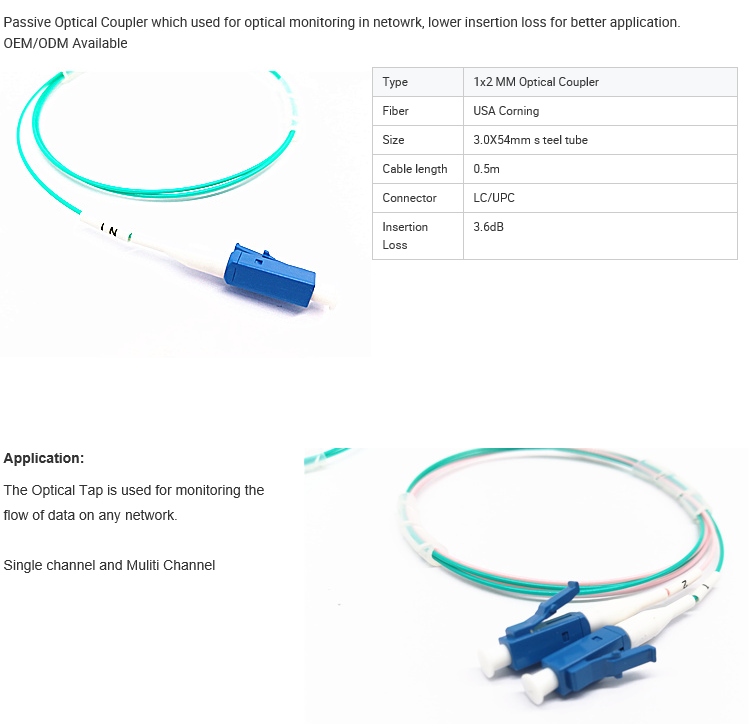 Passive Optical Coupler which used for optical monitoring in netowrk, lower insertion loss for better application.
OEM/ODM Available
Type 1x2 MM Optical Coupler
Fiber USA Corning
Size 3.0X54mm s teel tube
Cable length 0.5m
Connector LC/UPC
Insertion 3.6dB
Loss
IN
Application:
The Optical Tap is used for monitoring the
flow of data on any network.
Single channel and Muliti Channel
2
1